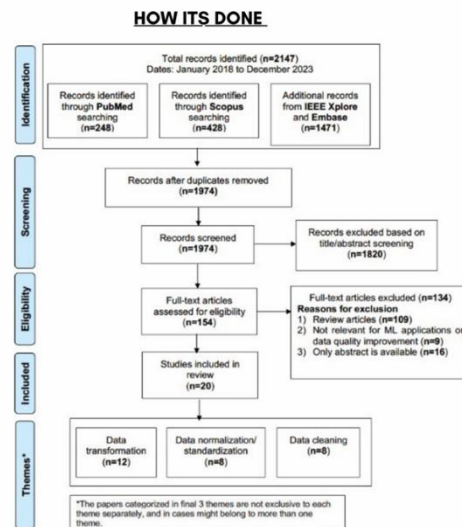 HOW ITS DONE
Identification
Total records identified (n=2147)
Dates: January 2018 to December 2023
Records identified
through PubMed
searching
(n=248)
Records identified
through Scopus
searching
(n=428)
Additional records
from IEEE Xplore
and Embase
(n=1471)
Screening
Records after duplicates removed
(n=1974)
Records screened
(n=1974)
Records excluded based on
title/abstract screening
(n=1820)
Eligibility
Full-text articles
assessed for eligibility
(n=154)
Full-text articles excluded (n=134)
Reasons for exclusion
1) Review articles (n=109)
2) Not relevant for ML applications or
data quality improvement (n=9)
3) Only abstract is available (n=16)
Included
Studies included in
review
(n=20)
Themes*
Data
transformation
(n=12)
Data normalization/
standardization
(n=8)
Data cleaning
(n=8)
*The papers categorized in final 3 themes are not exclusive to each
theme separately, and in cases might belong to more than one
theme.